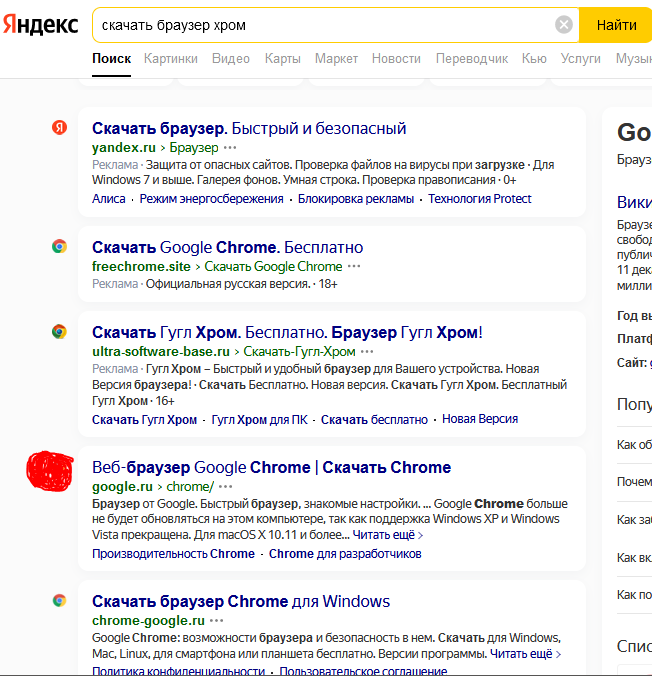 Яндекс
скачать браузер хром
Найти
Поиск Картинки Видео Карты Маркет Новости Переводчик Кью Услуги Музык
Скачать браузер. Быстрый и безопасный
yandex.ru › Браузер
Реклама · Защита от опасных сайтов. Проверка файлов на вирусы при загрузке · Для
Windows 7 и выше. Галерея фонов. Умная строка. Проверка правописания · 0+
Алиса · Режим энергосбережения · Блокировка рекламы · Технология Protect
Скачать Google Chrome. Бесплатно
freechrome.site › Скачать Google Chrome
Реклама · Официальная русская версия. · 18+
Скачать Гугл Хром. Бесплатно. Браузер Гугл Хром!
ultra-software-base.ru › Скачать-Гугл-Хром
Реклама · Гугл Хром – Быстрый и удобный браузер для Вашего устройства. Новая
Версия браузера! · Скачать Бесплатно. Новая версия. Скачать Гугл Хром. Бесплатный
Гугл Хром · 16+
Скачать Гугл Хром · Гугл Хром для ПК · Скачать бесплатно · Новая Версия
Веб-браузер Google Chrome | Скачать Chrome
google.ru › chrome/
Браузер от Google. Быстрый браузер, знакомые настройки. ... Google Chrome больше
не будет обновляться на этом компьютере, так как поддержка Windows XP и Windows
Vista прекращена. Для macOS X 10.11 и более... Читать ещё ›
Производительность Chrome · Chrome для разработчиков
Скачать браузер Chrome для Windows
chrome-google.ru
Google Chrome: возможности браузера и безопасность в нем. Скачать для Windows,
Mac, Linux, для смартфона или планшета бесплатно. Версии программы. Читать ещё ›
Политика конфиденциальности · Пользовательское соглашение
Go
Брауз
Вики
Браузе
свобод
публич
11 дека
милли
Год вы
Платф
Сайт: g
Попу
Как об
Почем
Как за
Как вк
Как по
Спис